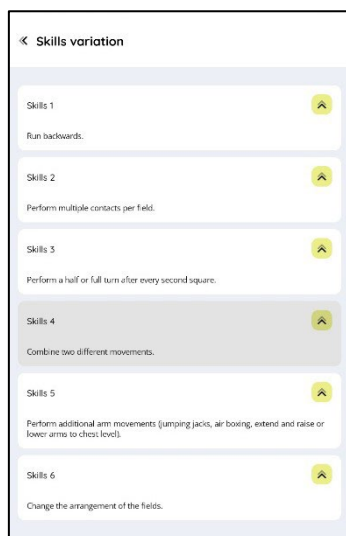 Skills variation
Skills 1
Run backwards.
Skills 2
Perform multiple contacts per field.
Skills 3
Perform a half or full turn after every second square.
Skills 4
Combine two different movements.
Skills 5
Perform additional arm movements (jumping jacks, air boxing, extend and raise or
lower arms to chest level).
Skills 6
Change the arrangement of the fields.